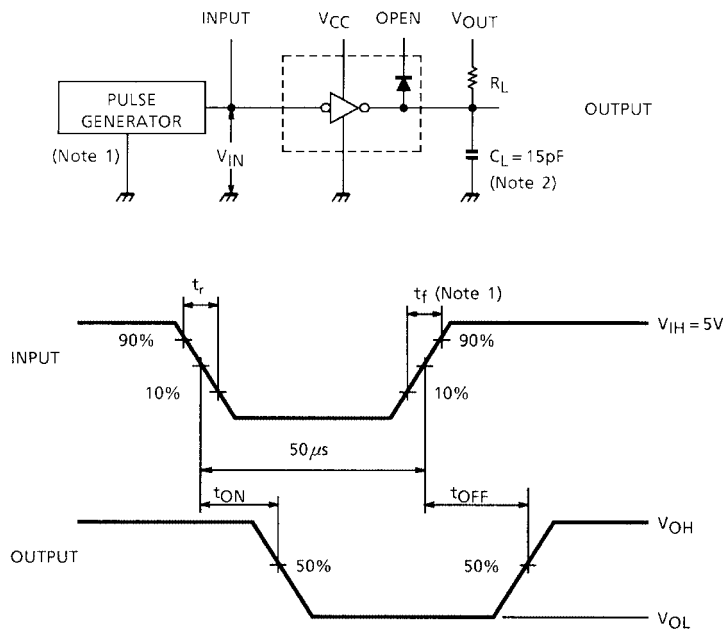 INPUT
VCC
OPEN
VOUT
PULSE
GENERATOR
(Note 1)
VIN
RL
OUTPUT
CL = 15pF
(Note 2)
tr
tf (Note 1)
VIH = 5V
90%
90%
INPUT
10%
10%
50μs
tON
tOFF
VOH
OUTPUT
50%
50%
VOL